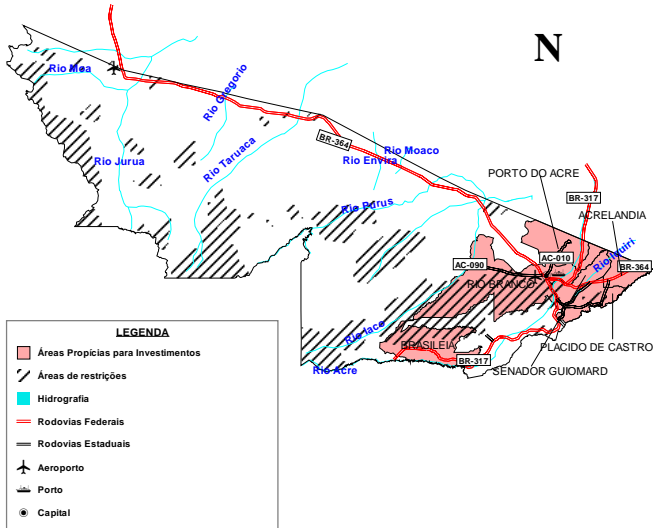 N
Rio Moa
Rio Gregorio
BR-364
Rio Moaco
Rio Envira
Rio Jurua
Rio Taruaca
PORTO DO ACRE
BR-317
Rio Purus
ACRELANDIA
Rio Iquiri
AC-010
AC-090
BR-364
RIO BRANCO
Rio Iaco
BRASILEIA
PLACIDO DE CASTRO
BR-317
SENADOR GUIOMARD
Rio Acre
LEGENDA
Áreas Propícias para Investimentos
Áreas de restrições
Hidrografia
Rodovias Federais
Rodovias Estaduais
Aeroporto
Porto
Capital